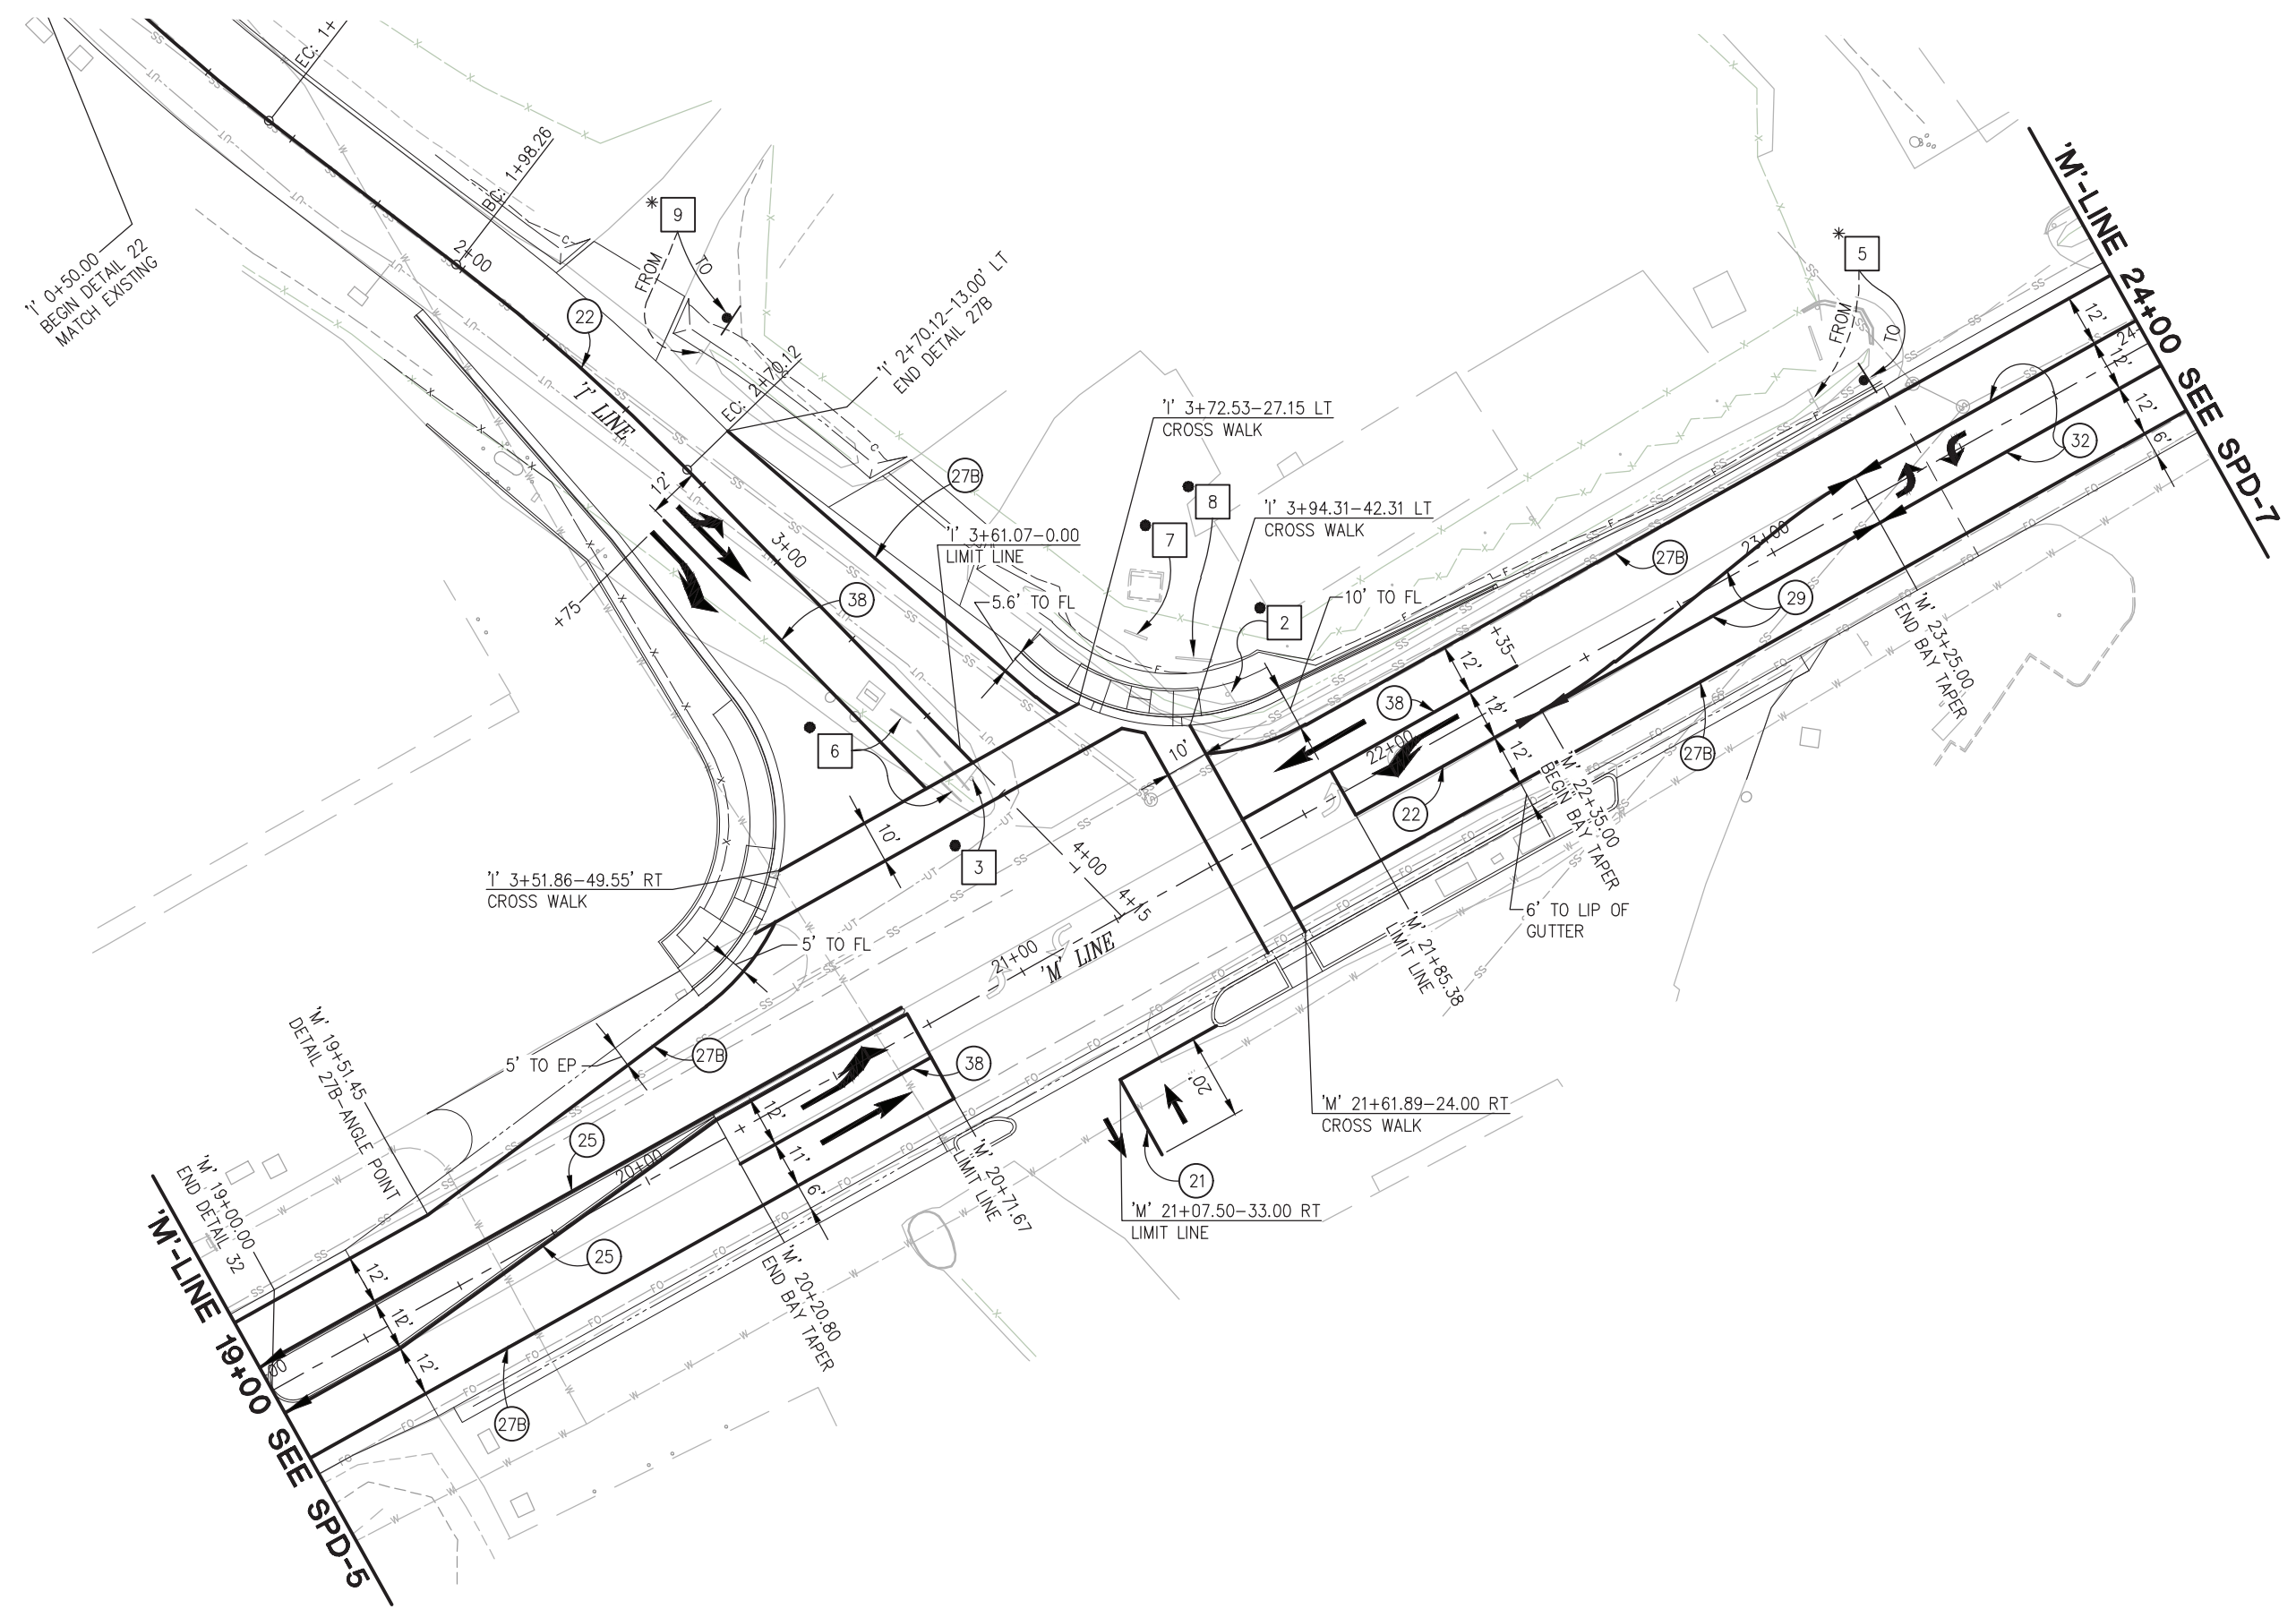 EC: 1+
BC: 1+98.26
2+00
'I' 0+50.00
BEGIN DETAIL 22
MATCH EXISTING
9
FROM
TO
22
'I' LINE
'I' 2+70.12-13.00' LT
END DETAIL 27B
EC: 2+70.12
12'
+75
3+00
38
27B
'I' 3+61.07-0.00
LIMIT LINE
'I' 3+72.53-27.15 LT
CROSS WALK
'I' 3+94.31-42.31 LT
CROSS WALK
5.6' TO FL
7
8
2
10' TO FL
5
FROM
TO
'M'-LINE 24+00 SEE SPD-7
12'
24
12'
12'
6'
32
27B
23+00
29
+35
12'
12'
12'
38
22+00
22
27B
'M' 23+25.00
END BAY TAPER
'M' 22+35.00
BEGIN BAY TAPER
6' TO LIP OF
GUTTER
'M' 21+85.38
LIMIT LINE
10'
6
3
10'
'I' 3+51.86-49.55' RT
CROSS WALK
4+00
4+15
5' TO FL
21+00
'M' LINE
5' TO EP
27B
38
12'
11'
6'
20'
21
'M' 21+61.89-24.00 RT
CROSS WALK
'M' 21+07.50-33.00 RT
LIMIT LINE
'M' 20+71.67
LIMIT LINE
'M' 20+20.80
END BAY TAPER
'M' 19+51.45
DETAIL 27B-ANGLE POINT
25
20+00
25
'M' 19+00.00
END DETAIL 32
12'
12'
12'
00
27B
'M'-LINE 19+00 SEE SPD-5